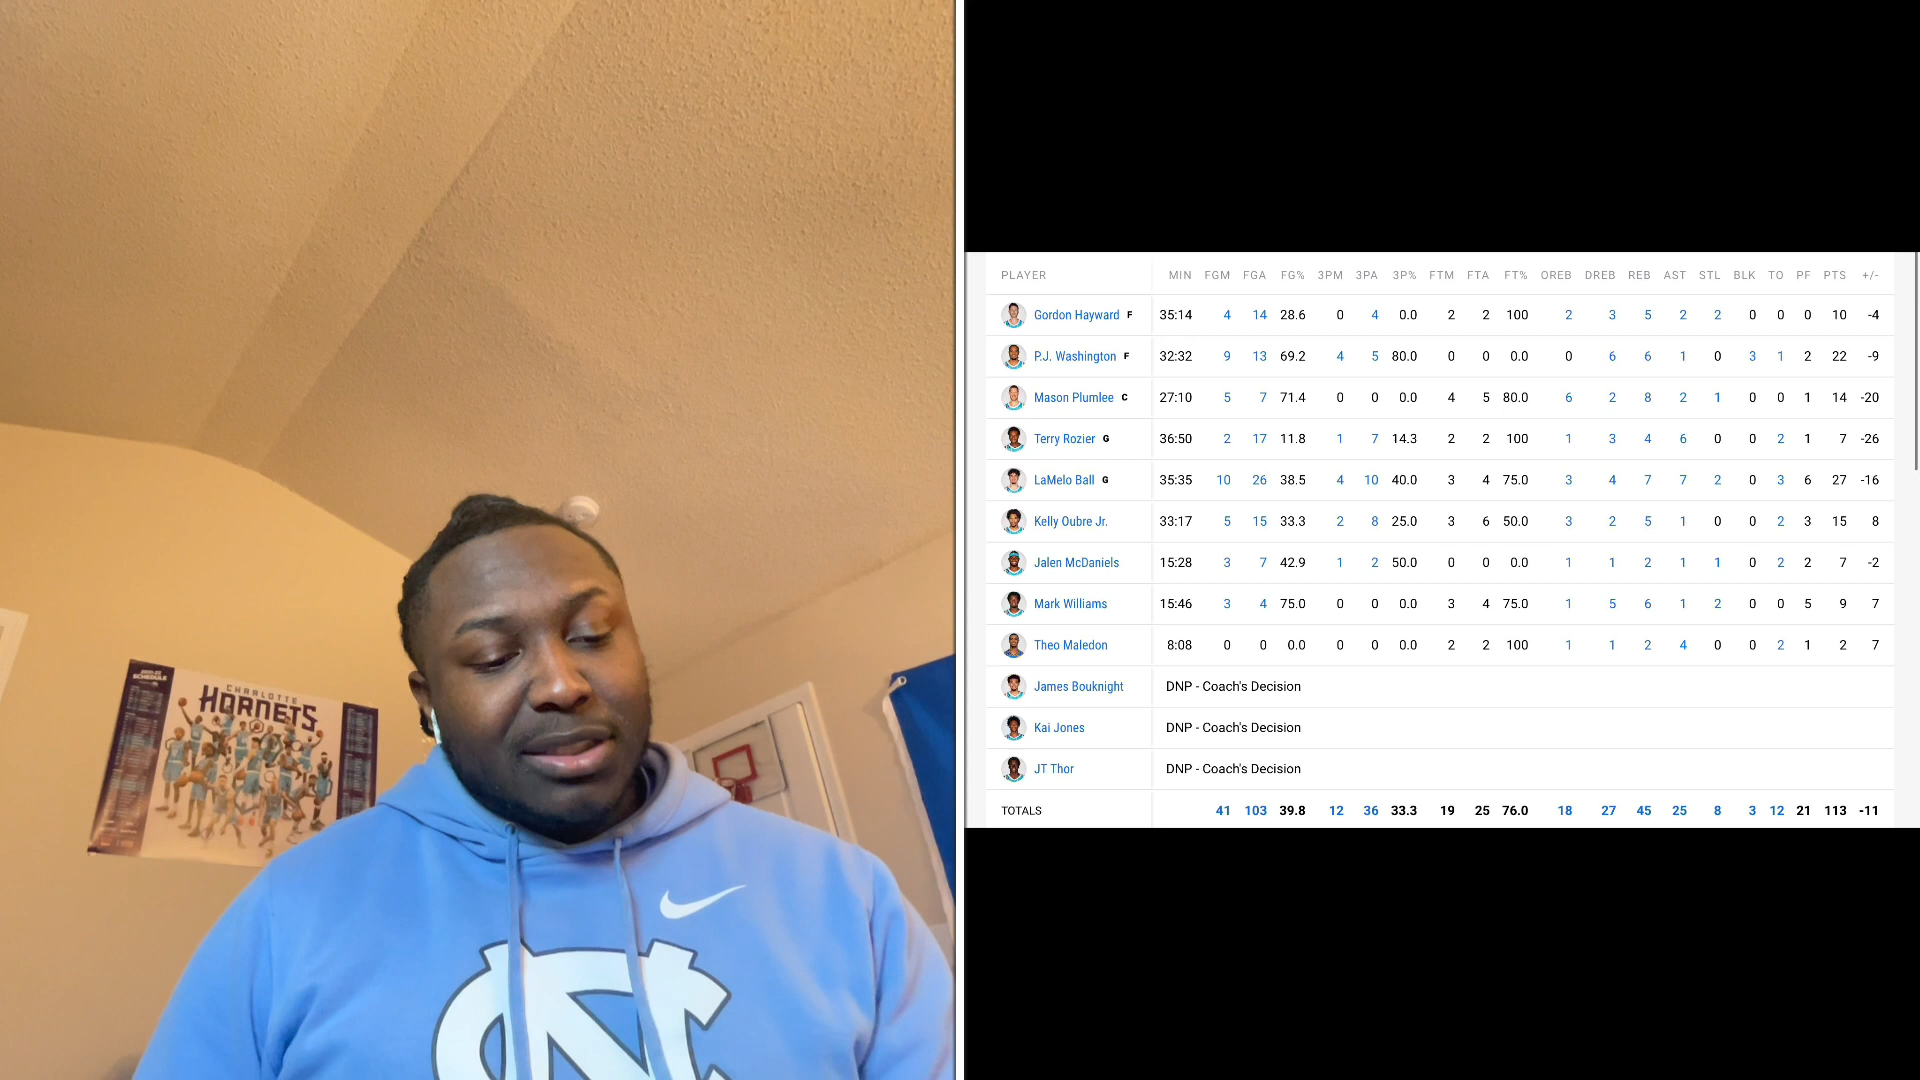 2021-22
SCHEDULE
CHARLOTTE
HORNETS
NC
PLAYER MIN FGM FGA FG% 3PM 3PA 3P% FTM FTA FT% OREB DREB REB AST STL BLK TO PF PTS +/-
Gordon Hayward F 35:14 4 14 28.6 0 4 0.0 2 2 100 2 3 5 2 2 0 0 0 10 -4
P.J. Washington F 32:32 9 13 69.2 4 5 80.0 0 0 0.0 0 6 6 1 0 3 1 2 22 -9
Mason Plumlee C 27:10 5 7 71.4 0 0 0.0 4 5 80.0 6 2 8 2 1 0 0 1 14 -20
Terry Rozier G 36:50 2 17 11.8 1 7 14.3 2 2 100 1 3 4 6 0 0 2 1 7 -26
LaMelo Ball G 35:35 10 26 38.5 4 10 40.0 3 4 75.0 3 4 7 7 2 0 3 6 27 -16
Kelly Oubre Jr. 33:17 5 15 33.3 2 8 25.0 3 6 50.0 3 2 5 1 0 0 2 3 15 8
Jalen McDaniels 15:28 3 7 42.9 1 2 50.0 0 0 0.0 1 1 2 1 1 0 2 2 7 -2
Mark Williams 15:46 3 4 75.0 0 0 0.0 3 4 75.0 1 5 6 1 2 0 0 5 9 7
Theo Maledon 8:08 0 0 0.0 0 0 0.0 2 2 100 1 1 2 4 0 0 2 1 2 7
James Bouknight DNP - Coach's Decision
Kai Jones DNP - Coach's Decision
JT Thor DNP - Coach's Decision
TOTALS 41 103 39.8 12 36 33.3 19 25 76.0 18 27 45 25 8 3 12 21 113 -11